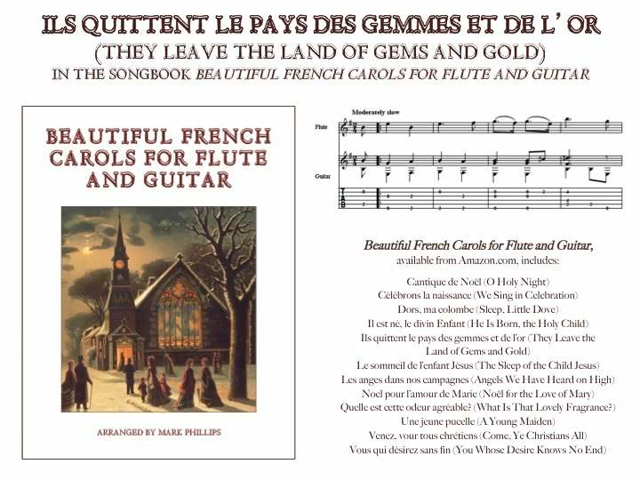 ILS QUITTENT LE PAYS DES GEMMES ET DE L' OR
(THEY LEAVE THE LAND OF GEMS AND GOLD)
IN THE SONGBOOK BEAUTIFUL FRENCH CAROLS FOR FLUTE AND GUITAR
BEAUTIFUL FRENCH
CAROLS FOR FLUTE
AND GUITAR
ARRANGED BY MARK PHILLIPS
Moderately slow
Flute
Guitar
Beautiful French Carols for Flute and Guitar,
available from Amazon.com, includes:
Cantique de Noël (O Holy Night)
Célébrons la naissance (We Sing in Celebration)
Dors, ma colombe (Sleep, Little Dove)
Il est né, le divin Enfant (He Is Born, the Holy Child)
Ils quittent le pays des gemmes et de l'or (They Leave the
Land of Gems and Gold)
Le sommeil de l'enfant Jésus (The Sleep of the Child Jesus)
Les anges dans nos campagnes (Angels We Have Heard on High)
Noel pour l'amour de Marie (Noël for the Love of Mary)
Quelle est cette odeur agréable? (What Is That Lovely Fragrance?)
Une jeune pucelle (A Young Maiden)
Venez, vour tous chrétiens (Come, Ye Christians All)
Vous qui désirez sans fin (You Whose Desire Knows No End)